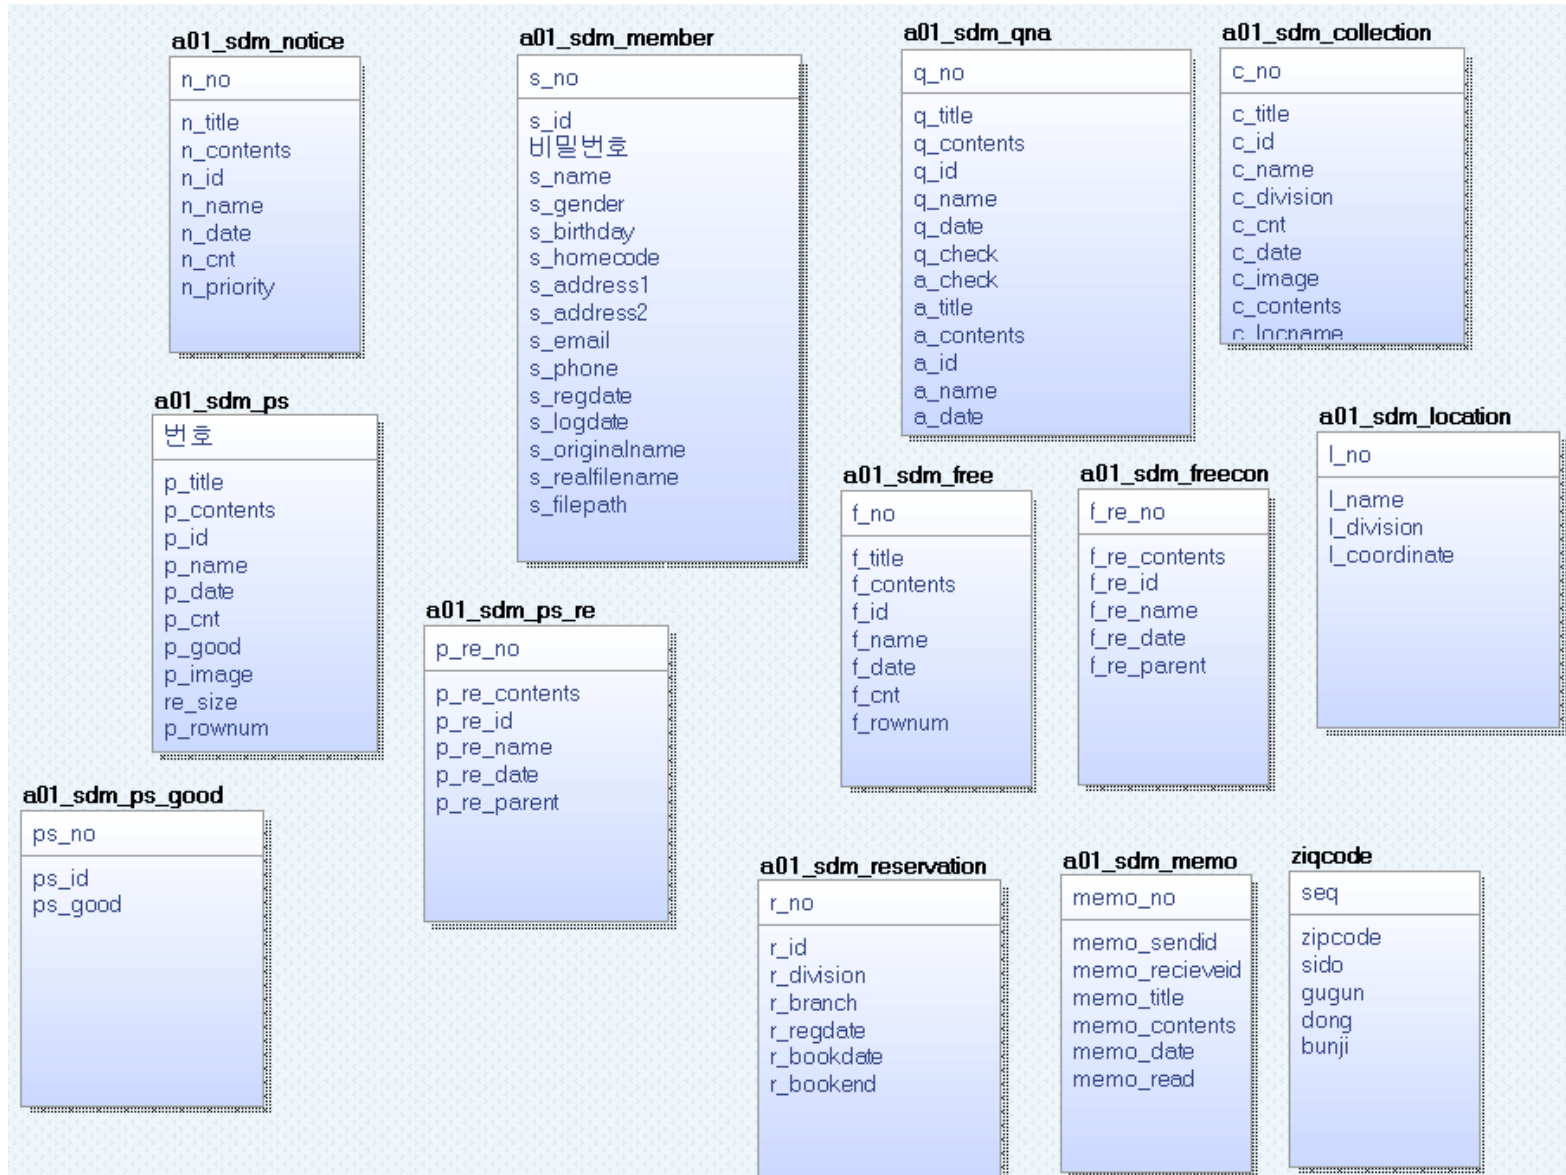 a01_sdm_notice
n_no
n_title
n_contents
n_id
n_name
n_date
n_cnt
n_priority
a01_sdm_member
s_no
s_id
비밀번호
s_name
s_gender
s_birthday
s_homecode
s_address1
s_address2
s_email
s_phone
s_regdate
s_logdate
s_originalname
s_realfilename
s_filepath
a01_sdm_qna
q_no
q_title
q_contents
q_id
q_name
q_date
q_check
a_check
a_title
a_contents
a_id
a_name
a_date
a01_sdm_collection
c_no
c_title
c_id
c_name
c_division
c_cnt
c_date
c_image
c_contents
c_locname
a01_sdm_ps
번호
p_title
p_contents
p_id
p_name
p_date
p_cnt
p_good
p_image
re_size
p_rownum
a01_sdm_ps_re
p_re_no
p_re_contents
p_re_id
p_re_name
p_re_date
p_re_parent
a01_sdm_free
f_no
f_title
f_contents
f_id
f_name
f_date
f_cnt
f_rownum
a01_sdm_freecon
f_re_no
f_re_contents
f_re_id
f_re_name
f_re_date
f_re_parent
a01_sdm_location
l_no
l_name
l_division
l_coordinate
a01_sdm_ps_good
ps_no
ps_id
ps_good
a01_sdm_reservation
r_no
r_id
r_division
r_branch
r_regdate
r_bookdate
r_bookend
a01_sdm_memo
memo_no
memo_sendid
memo_recieveid
memo_title
memo_contents
memo_date
memo_read
ziqcode
seq
zipcode
sido
gugun
dong
bunji